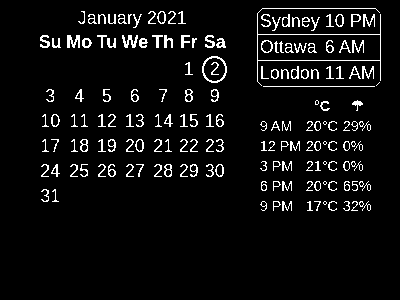 January 2021
Su Mo Tu We Th Fr Sa
1 2
3 4 5 6 7 8 9
10 11 12 13 14 15 16
17 18 19 20 21 22 23
24 25 26 27 28 29 30
31
Sydney 10 PM
Ottawa 6 AM
London 11 AM
°C ☂
9 AM 20°C 29%
12 PM 20°C 0%
3 PM 21°C 0%
6 PM 20°C 65%
9 PM 17°C 32%